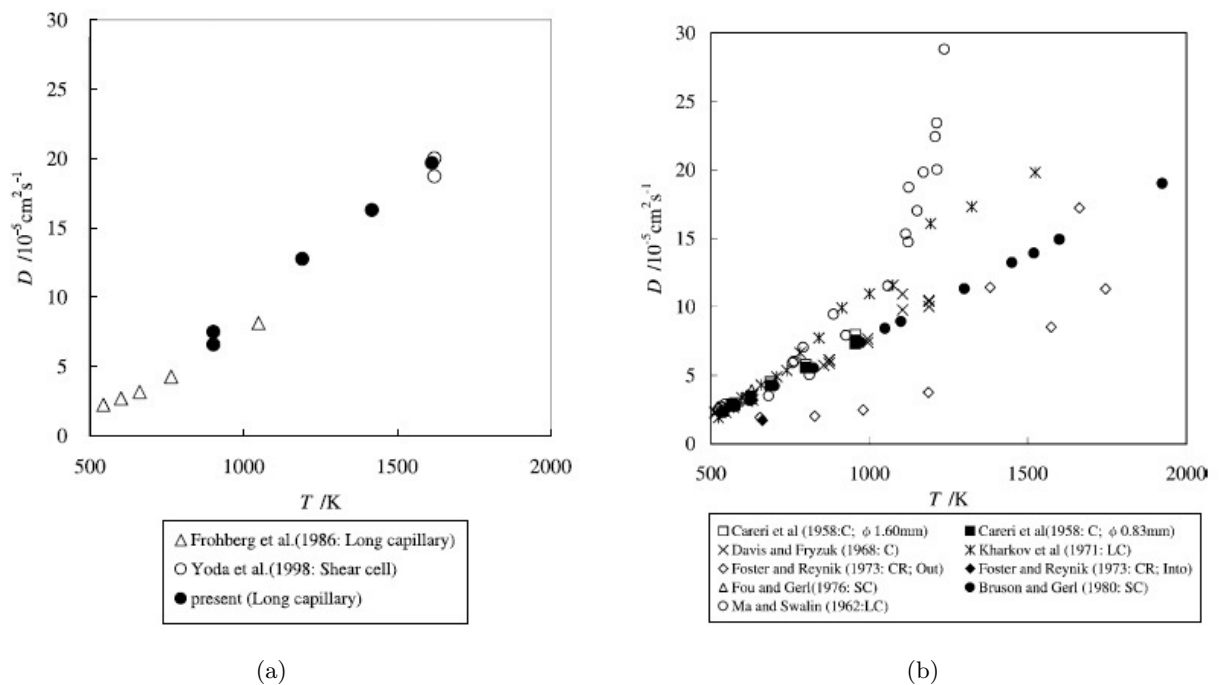 30
25
20
15
10
5
0
D /10⁻⁵cm²s⁻¹
500 1000 1500 2000
T /K
△ Frohberg et al.(1986: Long capillary)
○ Yoda et al.(1998: Shear cell)
● present (Long capillary)
(a)
30
25
20
15
10
5
0
D /10⁻⁵cm²s⁻¹
500 1000 1500 2000
T /K
□ Careri et al (1958:C; φ 1.60mm) ■ Careri et al(1958: C; φ 0.83mm)
× Davis and Fryzuk (1968: C) Kharkov et al (1971: LC)
◇ Foster and Reynik (1973: CR; Out) ◆ Foster and Reynik (1973: CR; Into)
△ Fou and Gerl(1976: SC) ● Bruson and Gerl (1980: SC)
○ Ma and Swalin (1962:LC)
(b)